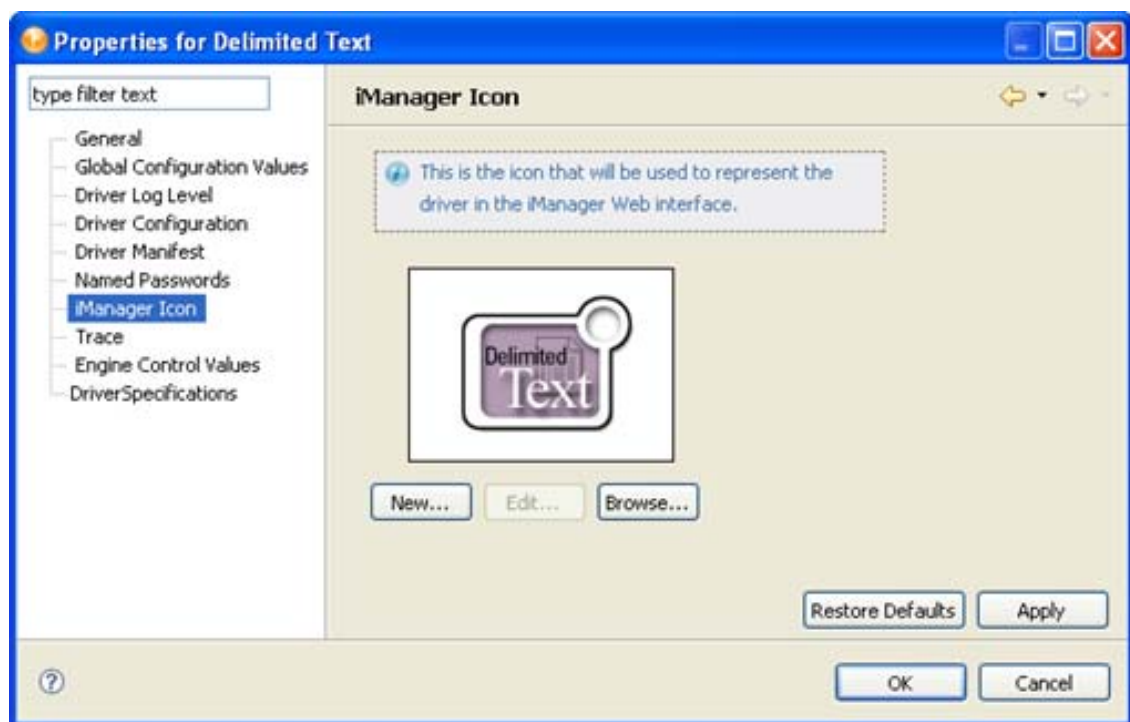 Properties for Delimited Text
type filter text
General
Global Configuration Values
Driver Log Level
Driver Configuration
Driver Manifest
Named Passwords
iManager Icon
Trace
Engine Control Values
DriverSpecifications
iManager Icon
This is the icon that will be used to represent the
driver in the iManager Web interface.
Delimited
Text
New... Edit... Browse...
Restore Defaults Apply
OK Cancel